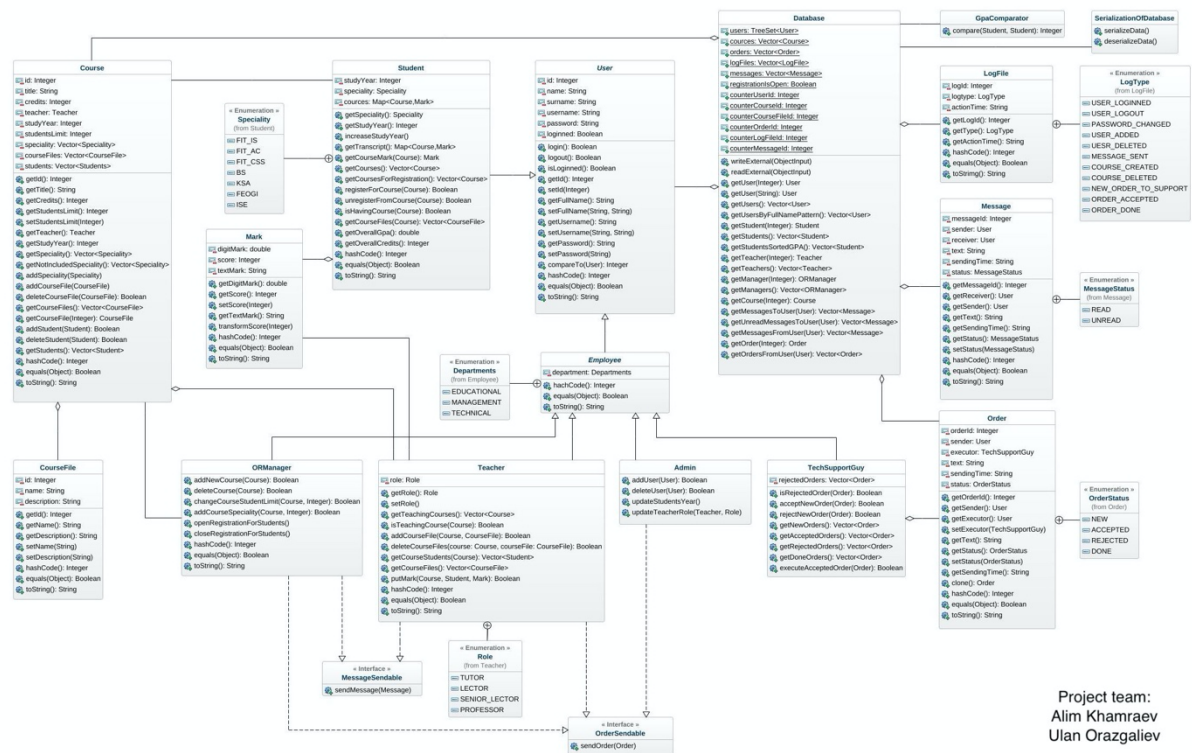 Database
users: TreeSet<User>
cources: Vector<Course>
orders: Vector<Order>
logFiles: Vector<LogFile>
messages: Vector<Message>
registrationIsOpen: Boolean
counterUserId: Integer
counterCourseId: Integer
counterCourseFileId: Integer
counterOrderId: Integer
counterLogFileId: Integer
counterMessageId: Integer
writeExternal(ObjectInput)
readExternal(ObjectInput)
getUser(Integer): User
getUser(String): User
getUsers(): Vector<User>
getUsersByFullNamePattern(): Vector<User>
getStudent(Integer): Student
getStudents(): Vector<Student>
getStudentsSortedGPA(): Vector<Student>
getTeacher(Integer): Teacher
getTeachers(): Vector<Teacher>
getManager(Integer): ORManager
getManagers(): Vector<ORManager>
getCourse(Integer): Course
getMessagesToUser(User): Vector<Message>
getUnreadMessagesToUser(User): Vector<Message>
getMessagesFromUser(User): Vector<Message>
getOrder(Integer): Order
getOrdersFromUser(User): Vector<Order>
GpaComparator
compare(Student, Student): Integer
SerializationOfDatabase
serializeData()
deserializeData()
Course
id: Integer
title: String
credits: Integer
teacher: Teacher
studyYear: Integer
studentsLimit: Integer
speciality: Vector<Speciality>
courseFiles: Vector<CourseFile>
students: Vector<Students>
getId(): Integer
getTitle(): String
getCredits(): Integer
getStudentsLimit(): Integer
setStudentsLimit(Integer)
getTeacher(): Teacher
getStudyYear(): Integer
getSpeciality(): Vector<Speciality>
getNotIncludedSpeciality(): Vector<Speciality>
addSpeciality(Speciality)
addCourseFile(CourseFile)
deleteCourseFile(CourseFile): Boolean
getCourseFiles(): Vector<CourseFile>
getCourseFile(Integer): CourseFile
addStudent(Student): Boolean
deleteStudent(Student): Boolean
getStudents(): Vector<Student>
hashCode(): Integer
equals(Object): Boolean
toString(): String
« Enumeration »
Speciality
(from Student)
FIT_IS
FIT_AC
FIT_CSS
BS
KSA
FEOGI
ISE
Student
studyYear: Integer
speciality: Speciality
cources: Map<Course,Mark>
getSpeciality(): Speciality
getStudyYear(): Integer
increaseStudyYear()
getTranscript(): Map<Course,Mark>
getCourseMark(Course): Mark
getCourses(): Vector<Course>
getCoursesForRegistration(): Vector<Course>
registerForCourse(Course): Boolean
unregisterFromCourse(Course): Boolean
isHavingCourse(Course): Boolean
getCourseFiles(Course): Vector<CourseFile>
getOverallGpa(): double
getOverallCredits(): Integer
hashCode(): Integer
equals(Object): Boolean
toString(): String
User
id: Integer
name: String
surname: String
username: String
password: String
loginned: Boolean
login(): Boolean
logout(): Boolean
isLoginned(): Boolean
getId(): Integer
setId(Integer)
getFullName(): String
setFullName(String, String)
getUsername(): String
setUsername(String, String)
getPassword(): String
setPassword(String)
compareTo(User): Integer
hashCode(): Integer
equals(Object): Boolean
toString(): String
LogFile
logId: Integer
logtype: LogType
actionTime: String
getLogId(): Integer
getType(): LogType
getActionTime(): String
hashCode(): Integer
equals(Object): Boolean
toString(): String
« Enumeration »
LogType
(from LogFile)
USER_LOGINNED
USER_LOGOUT
PASSWORD_CHANGED
USER_ADDED
UESR_DELETED
MESSAGE_SENT
COURSE_CREATED
COURSE_DELETED
NEW_ORDER_TO_SUPPORT
ORDER_ACCEPTED
ORDER_DONE
Mark
digitMark: double
score: Integer
textMark: String
getDigitMark(): double
getScore(): Integer
setScore(Integer)
getTextMark(): String
transformScore(Integer)
hashCode(): Integer
equals(Object): Boolean
toString(): String
Message
messageId: Integer
sender: User
receiver: User
text: String
sendingTime: String
status: MessageStatus
getMessageId(): Integer
getReceiver(): User
getSender(): User
getText(): String
getSendingTime(): String
getStatus(): MessageStatus
setStatus(MessageStatus)
hashCode(): Integer
equals(Object): Boolean
toString(): String
« Enumeration »
MessageStatus
(from Message)
READ
UNREAD
« Enumeration »
Departments
(from Employee)
EDUCATIONAL
MANAGEMENT
TECHNICAL
Employee
department: Departments
hachCode(): Integer
equals(Object): Boolean
toString(): String
CourseFile
id: Integer
name: String
description: String
getId(): Integer
getName(): String
getDescription(): String
setName(String)
setDescription(String)
hashCode(): Integer
equals(Object): Boolean
toString(): String
ORManager
addNewCourse(Course): Boolean
deleteCourse(Course): Boolean
changeCourseStudentLimit(Course, Integer): Boolean
addCourseSpeciality(Course, Integer): Boolean
openRegistrationForStudents()
closeRegistrationForStudents()
hashCode(): Integer
equals(Object): Boolean
toString(): String
Teacher
role: Role
getRole(): Role
setRole()
getTeachingCourses(): Vector<Course>
isTeachingCourse(Course): Boolean
addCourseFile(Course, CourseFile): Boolean
deleteCourseFiles(course: Course, courseFile: CourseFile): Boolean
getCourseStudents(Course): Vector<Student>
getCourseFiles(Course): Vector<CourseFile>
putMark(Course, Student, Mark): Boolean
hashCode(): Integer
equals(Object): Boolean
toString(): String
Admin
addUser(User): Boolean
deleteUser(User): Boolean
updateStudentsYear()
updateTeacherRole(Teacher, Role)
TechSupportGuy
rejectedOrders: Vector<Order>
isRejectedOrder(Order): Boolean
acceptNewOrder(Order): Boolean
rejectNewOrder(Order): Boolean
getNewOrders(): Vector<Order>
getAcceptedOrders(): Vector<Order>
getRejectedOrders(): Vector<Order>
getDoneOrders(): Vector<Order>
executeAcceptedOrder(Order): Boolean
Order
orderId: Integer
sender: User
executor: TechSupportGuy
text: String
sendingTime: String
status: OrderStatus
getOrderId(): Integer
getSender(): User
getExecutor(): User
setExecutor(TechSupportGuy)
getText(): String
getStatus(): OrderStatus
setStatus(OrderStatus)
getSendingTime(): String
clone(): Order
hashCode(): Integer
equals(Object): Boolean
toString(): String
« Enumeration »
OrderStatus
(from Order)
NEW
ACCEPTED
REJECTED
DONE
« Interface »
MessageSendable
sendMessage(Message)
« Enumeration »
Role
(from Teacher)
TUTOR
LECTOR
SENIOR_LECTOR
PROFESSOR
« Interface »
OrderSendable
sendOrder(Order)
Project team:
Alim Khamraev
Ulan Orazgaliev